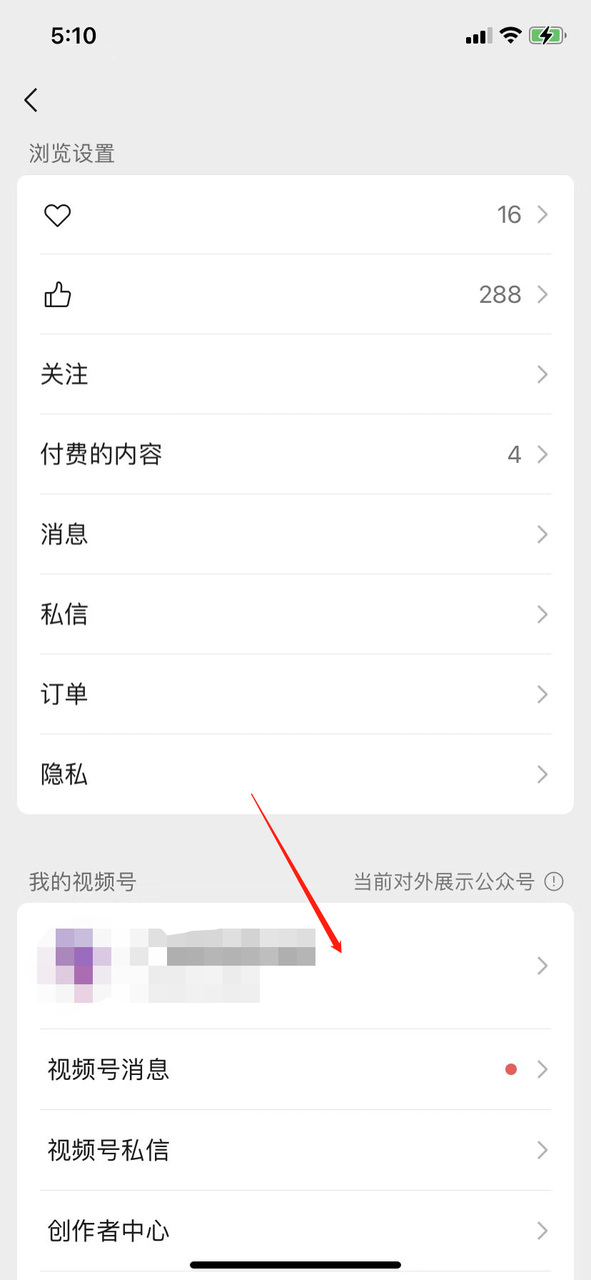 5:10
浏览设置
16
288
关注
付费的内容
4
消息
私信
订单
隐私
我的视频号
当前对外展示公众号
视频号消息
视频号私信
创作者中心